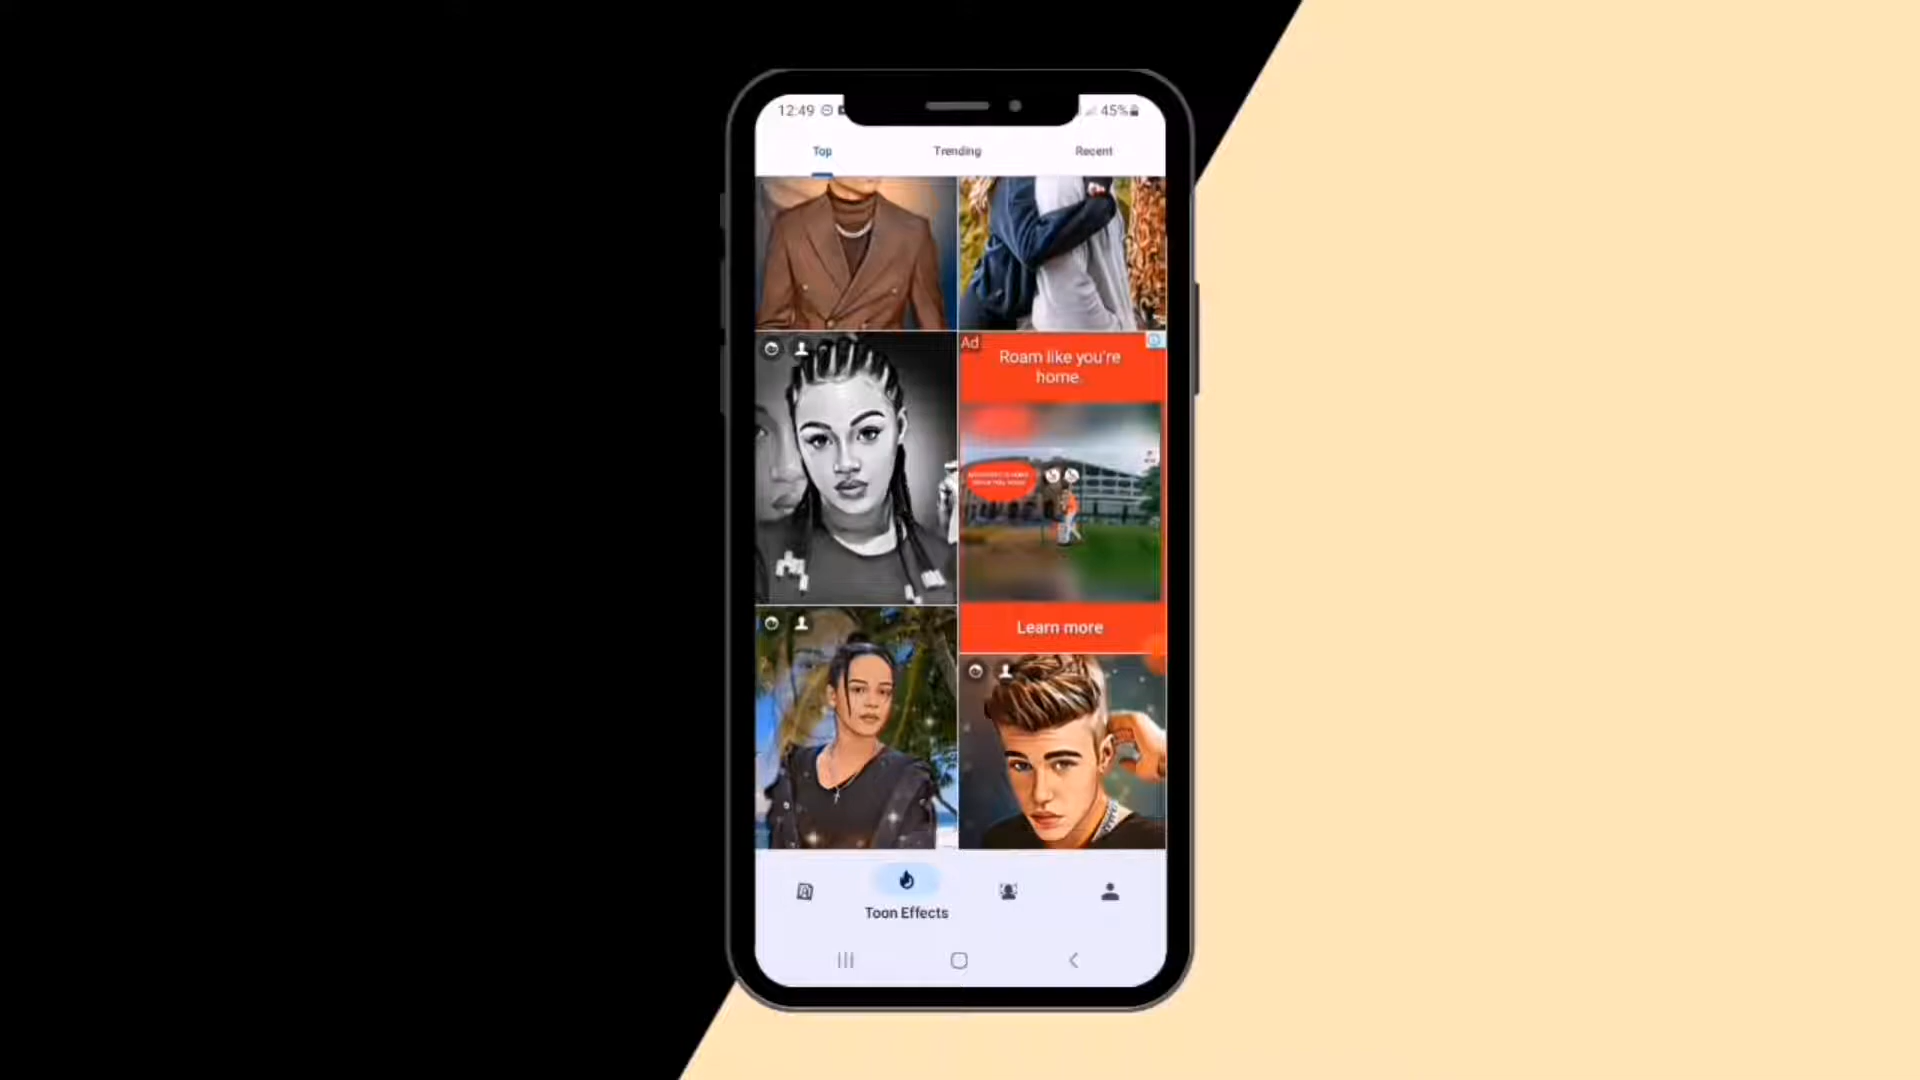 12:49
45%
Top
Trending
Recent
Ad
Roam like you're
home.
Learn more
Toon Effects